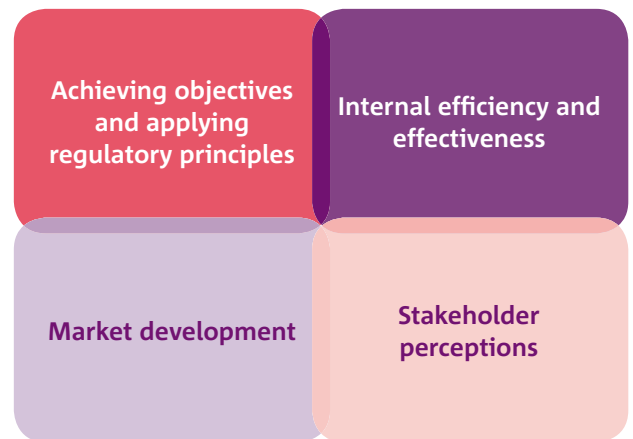 Achieving objectives
and applying
regulatory principles
Internal efficiency and
effectiveness
Market development
Stakeholder
perceptions